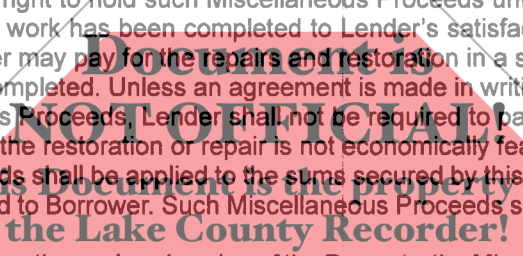 right to hold such Miscellaneous Proceeds un
work has been completed to Lender's satisfa
Document is
er may pay for the repairs and restoration in a s
ompleted. Unless an agreement is made in writi
NOT OFFICIAL!
s Proceeds, Lender shall not be required to pa
the restoration or repair is not economically fea
ds shall be applied to the sums secured by this
s Document is the property
d to Borrower. Such Miscellaneous Proceeds s
the Lake County Recorder!